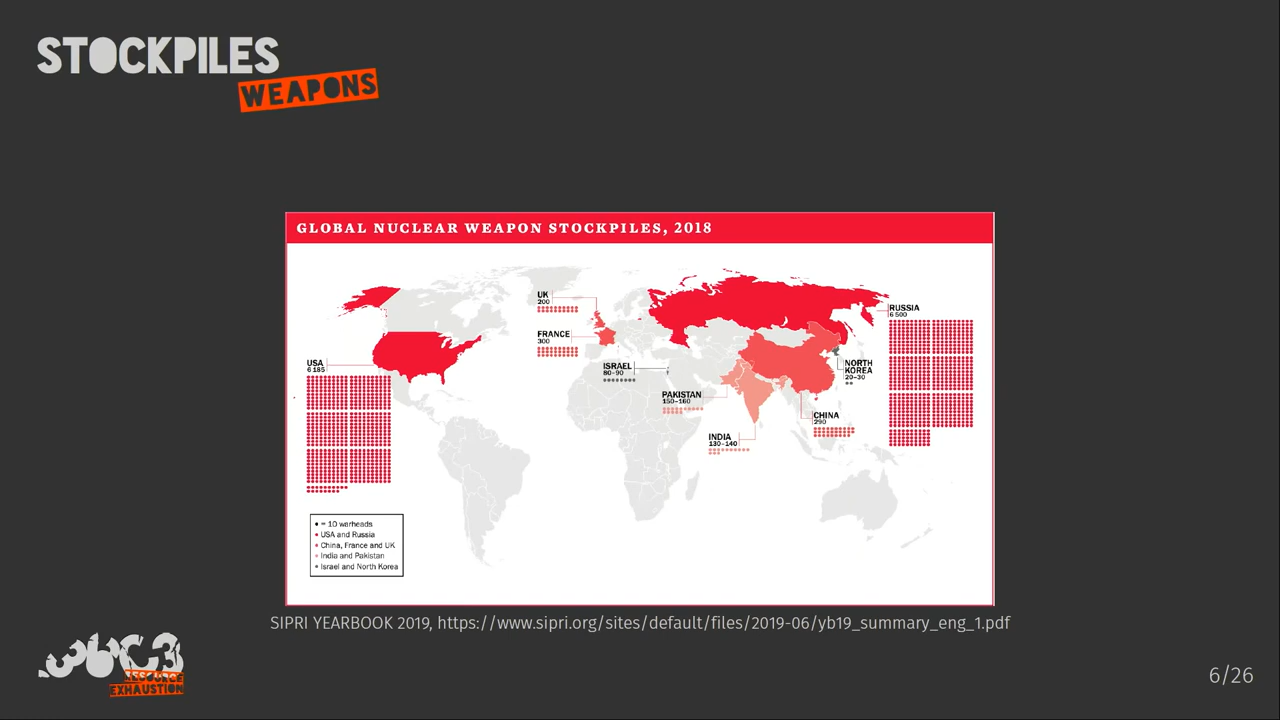 STOCKPILES
WEAPONS
GLOBAL NUCLEAR WEAPON STOCKPILES, 2018
UK
200
FRANCE
300
ISRAEL
80–90
PAKISTAN
150–160
INDIA
130–140
USA
6 185
RUSSIA
6 500
NORTH
KOREA
20–30
CHINA
290
= 10 warheads
USA and Russia
China, France and UK
India and Pakistan
Israel and North Korea
SIPRI YEARBOOK 2019, https://www.sipri.org/sites/default/files/2019-06/yb19_summary_eng_1.pdf
36C3
RESOURCE
EXHAUSTION
6/26